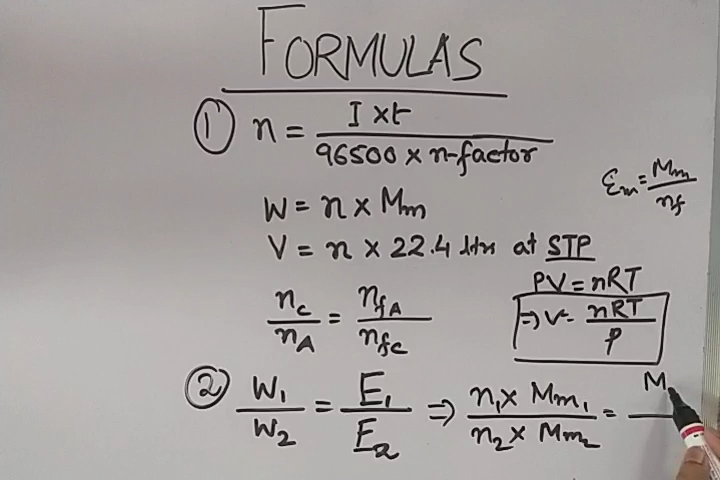 FORMULAS
① n = I x t / 96500 x n-factor
Em = Mm / nf
W = n x Mm
V = n x 22.4 ltrs at STP
PV = nRT
⇒ V = nRT / P
nc / nA = nfA / nfc
② W1 / W2 = E1 / E2 ⇒ n1 x Mm1 / n2 x Mm2 = M